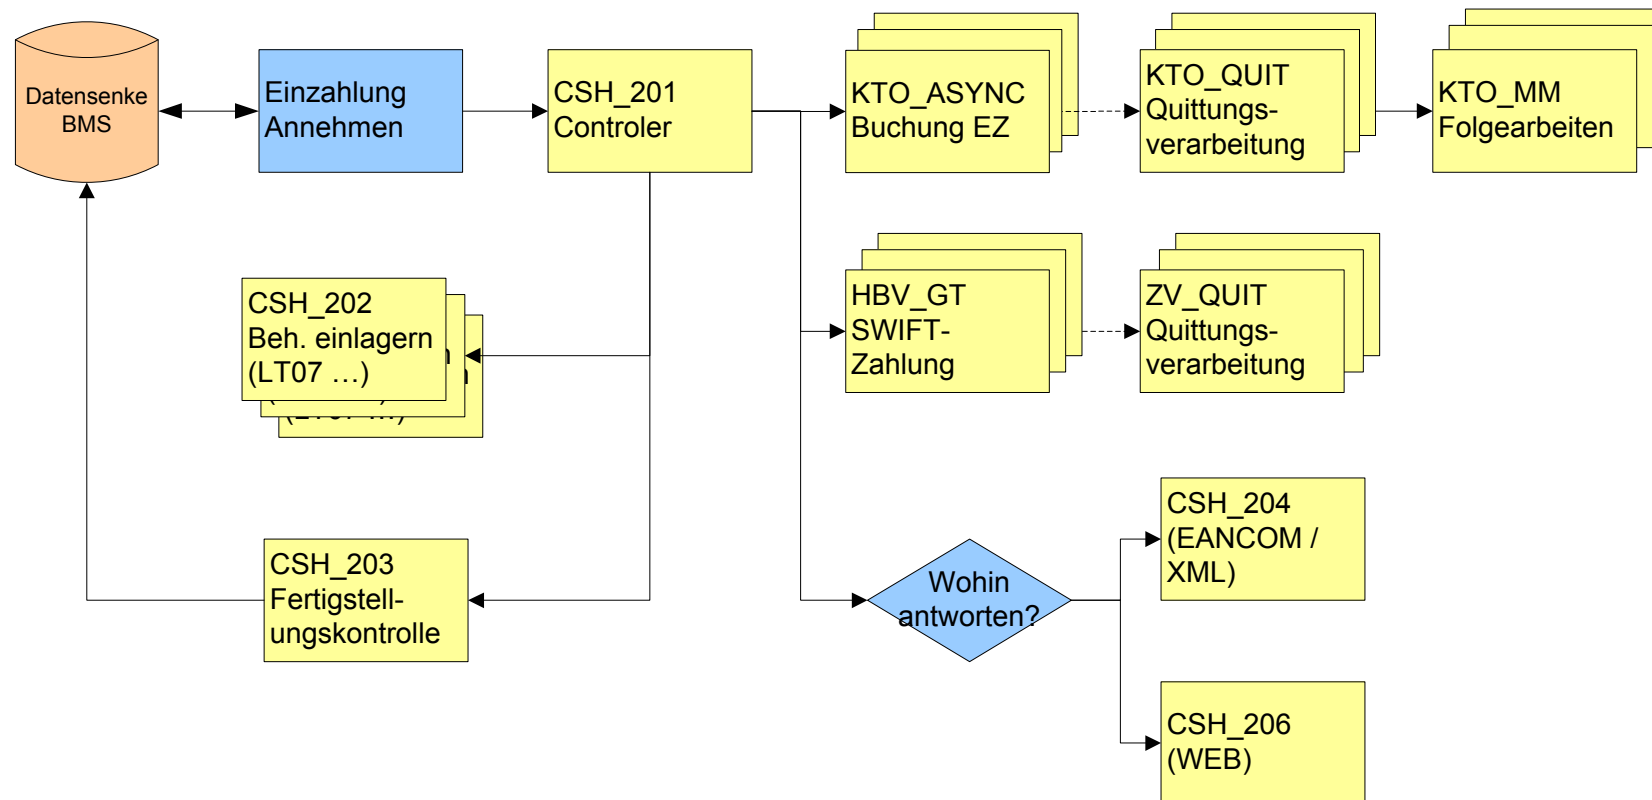 Datensenke
BMS
Einzahlung
Annehmen
CSH_201
Controler
KTO_ASYNC
Buchung EZ
KTO_QUIT
Quittungs-
verarbeitung
KTO_MM
Folgearbeiten
CSH_202
Beh. einlagern
(LT07 ...)
HBV_GT
SWIFT-
Zahlung
ZV_QUIT
Quittungs-
verarbeitung
CSH_203
Fertigstell-
ungskontrolle
Wohin
antworten?
CSH_204
(EANCOM /
XML)
CSH_206
(WEB)